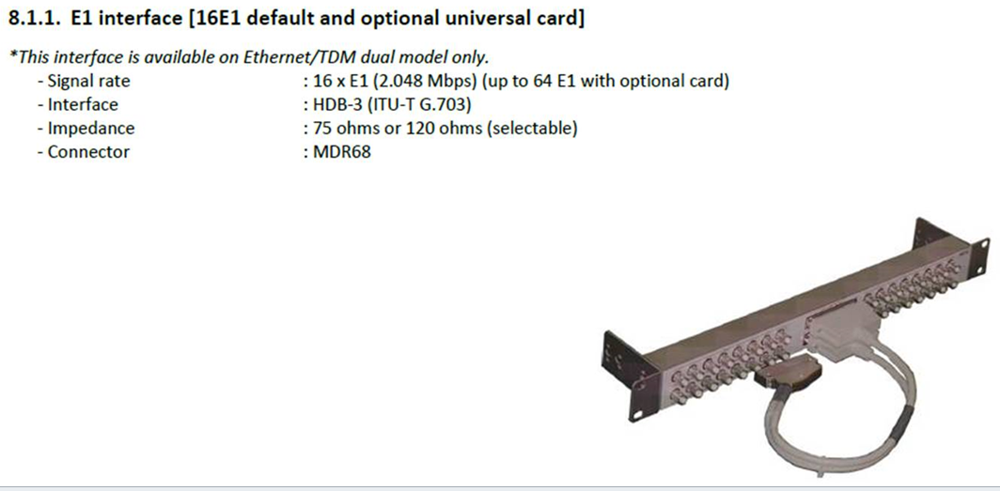 8.1.1. E1 interface [16E1 default and optional universal card]
*This interface is available on Ethernet/TDM dual model only.
- Signal rate : 16 x E1 (2.048 Mbps) (up to 64 E1 with optional card)
- Interface : HDB-3 (ITU-T G.703)
- Impedance : 75 ohms or 120 ohms (selectable)
- Connector : MDR68